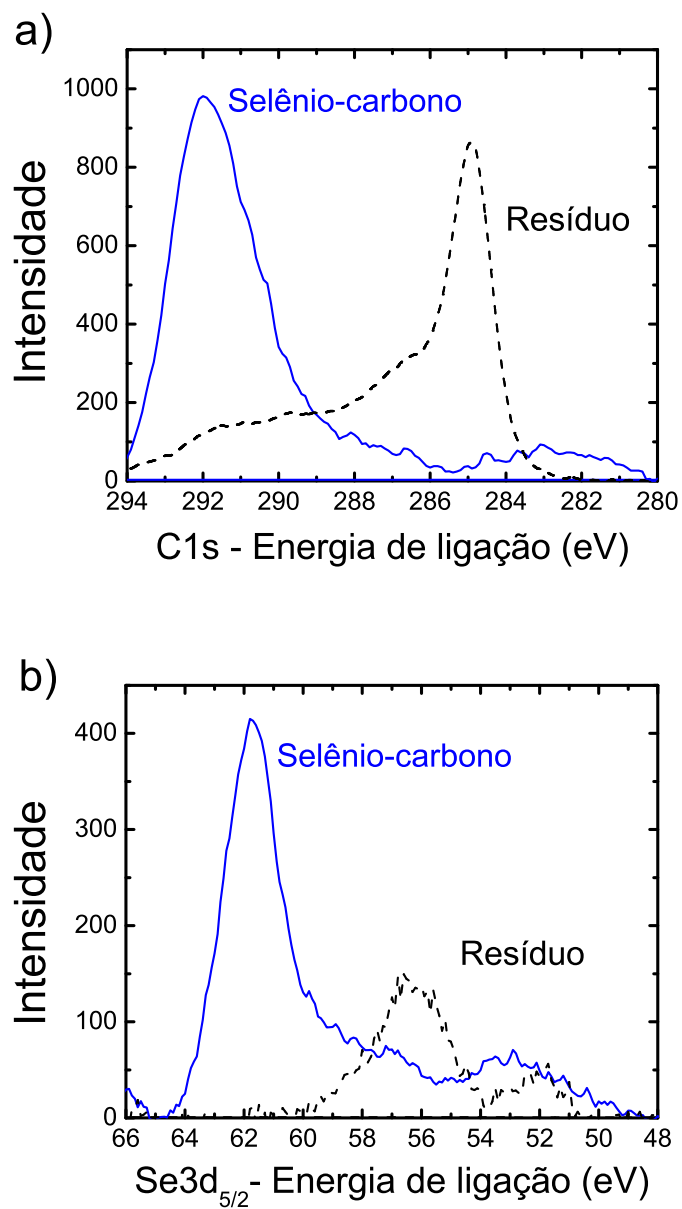 a)
1000
800
600
400
200
0
Intensidade
Selênio-carbono
Resíduo
294 292 290 288 286 284 282 280
C1s - Energia de ligação (eV)
b)
400
300
200
100
0
Intensidade
Selênio-carbono
Resíduo
66 64 62 60 58 56 54 52 50 48
Se3d5/2- Energia de ligação (eV)